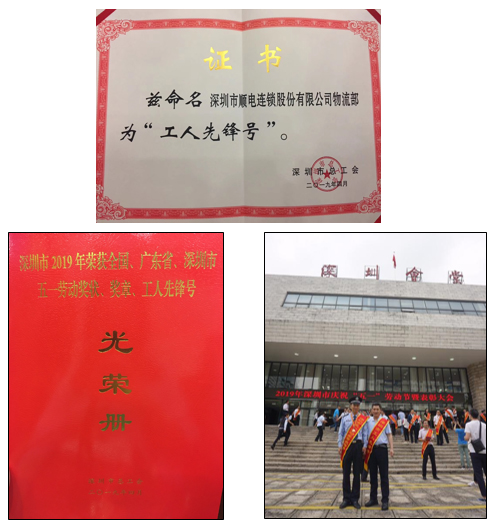 证书
兹命名 深圳市顺电连锁股份有限公司物流部
为“工人先锋号”。
深圳市总工会
二〇一九年四月
深圳市2019年荣获全国、广东省、深圳市
五一劳动奖状、奖章、工人先锋号
光
荣
册
深圳会堂
2019年深圳市庆祝“五一”劳动节暨表彰大会